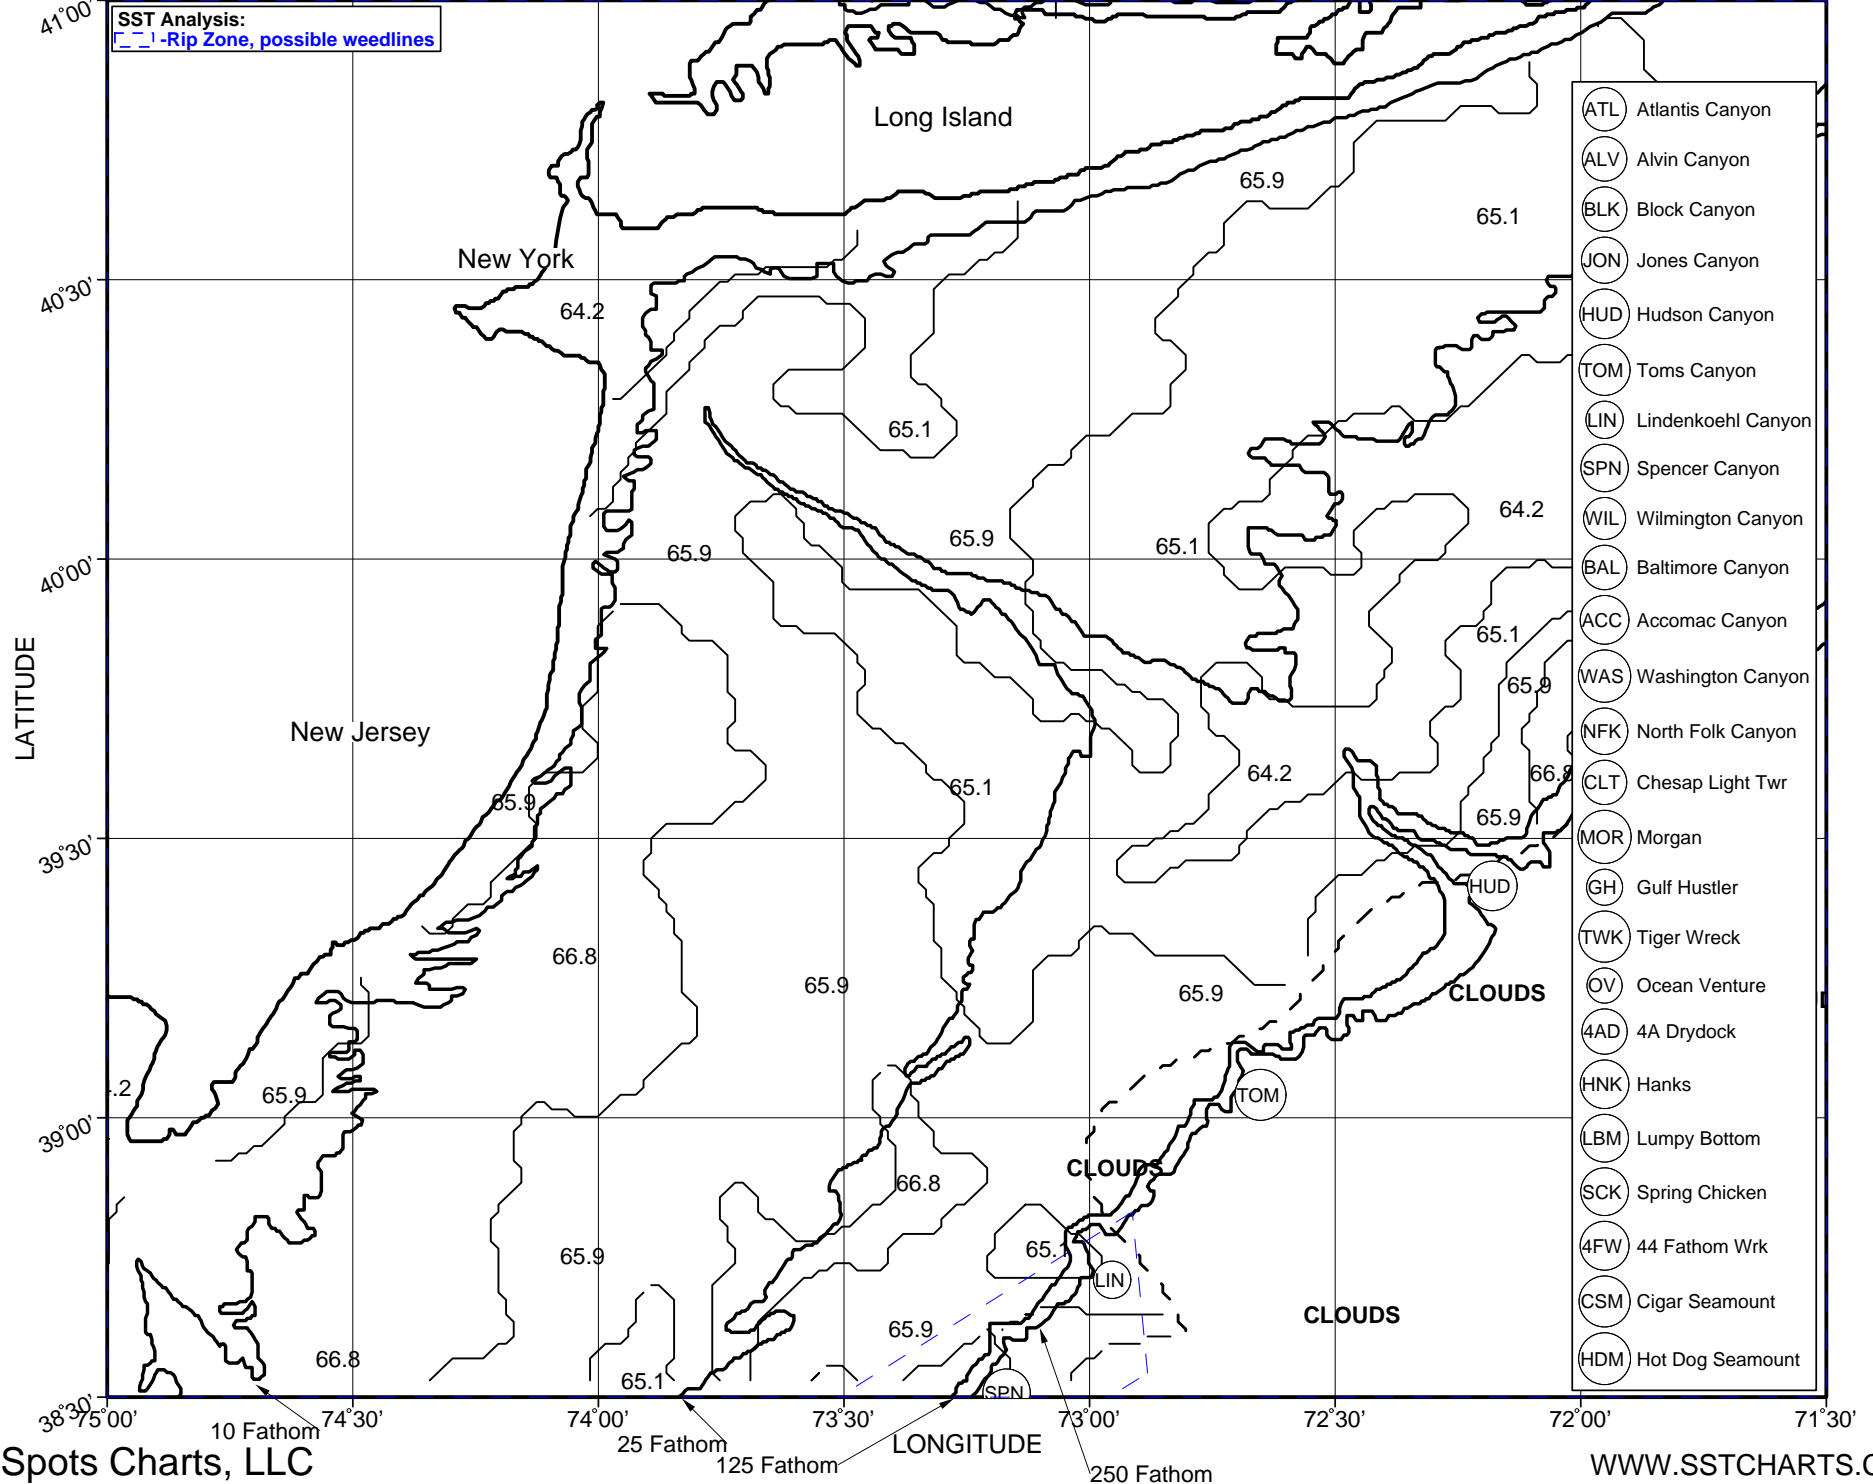 41°00'
SST Analysis:
-Rip Zone, possible weedlines
Long Island
65.9
65.1
New York
40°30'
64.2
65.1
64.2
65.9
65.1
65.9
40°00'
65.1
65.9
LATITUDE
New Jersey
64.2
66.8
65.1
65.9
65.9
39°30'
HUD
66.8
65.9
65.9
CLOUDS
.2
65.9
TOM
39°00'
CLOUDS
66.8
65.9
65.1
LIN
65.9
CLOUDS
66.8
65.1
SPN
38°30'
75°00'
74°30'
74°00'
73°30'
73°00'
72°30'
72°00'
71°30'
10 Fathom
25 Fathom
125 Fathom
LONGITUDE
250 Fathom
ATL Atlantis Canyon
ALV Alvin Canyon
BLK Block Canyon
JON Jones Canyon
HUD Hudson Canyon
TOM Toms Canyon
LIN Lindenkoehl Canyon
SPN Spencer Canyon
WIL Wilmington Canyon
BAL Baltimore Canyon
ACC Accomac Canyon
WAS Washington Canyon
NFK North Folk Canyon
CLT Chesap Light Twr
MOR Morgan
GH Gulf Hustler
TWK Tiger Wreck
OV Ocean Venture
4AD 4A Drydock
HNK Hanks
LBM Lumpy Bottom
SCK Spring Chicken
4FW 44 Fathom Wrk
CSM Cigar Seamount
HDM Hot Dog Seamount
Spots Charts, LLC
WWW.SSTCHARTS.C